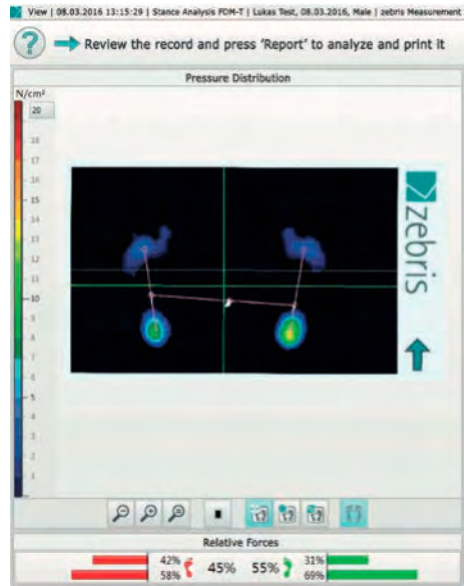 View | 08.03.2016 13:15:29 | Stance Analysis FDM-T | Lukas Test, 08.03.2016, Male | zebris Measurement
? Review the record and press 'Report' to analyze and print it
Pressure Distribution
N/cm²
20
18
17
16
15
14
13
12
11
10
9
8
7
6
5
4
3
2
1
zebris
Relative Forces
42% 45% 55% 31%
58% 69%